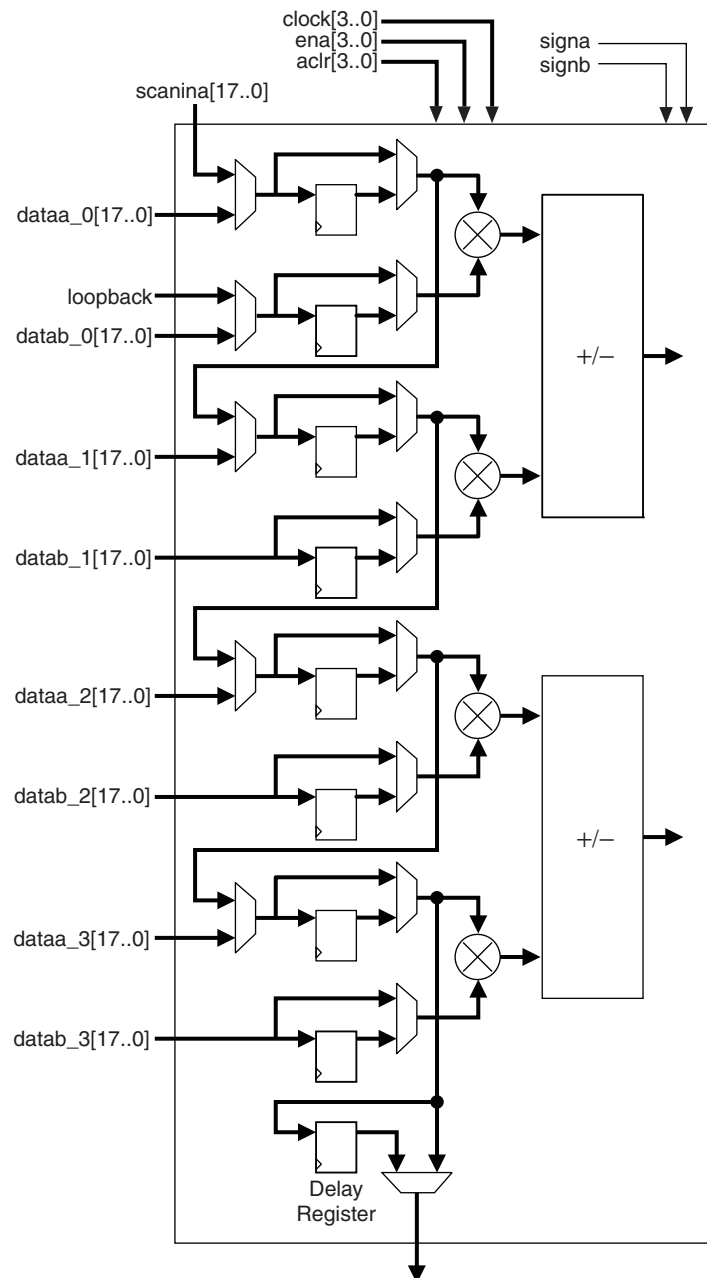 clock[3..0]
ena[3..0]
aclr[3..0]
signa
signb
scanina[17..0]
dataa_0[17..0]
loopback
datab_0[17..0]
+/−
dataa_1[17..0]
datab_1[17..0]
dataa_2[17..0]
datab_2[17..0]
+/−
dataa_3[17..0]
datab_3[17..0]
Delay
Register